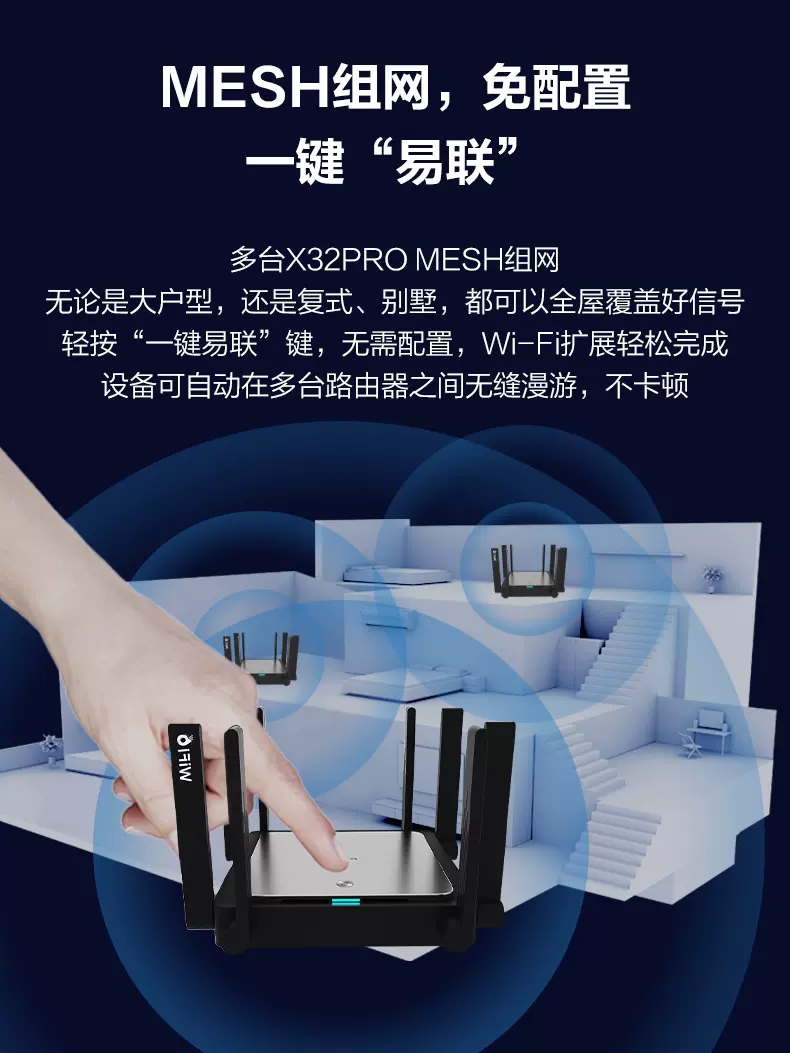 MESH组网，免配置
一键“易联”
多台X32PRO MESH组网
无论是大户型，还是复式、别墅，都可以全屋覆盖好信号
轻按“一键易联”键，无需配置，Wi-Fi扩展轻松完成
设备可自动在多台路由器之间无缝漫游，不卡顿
WiFi6